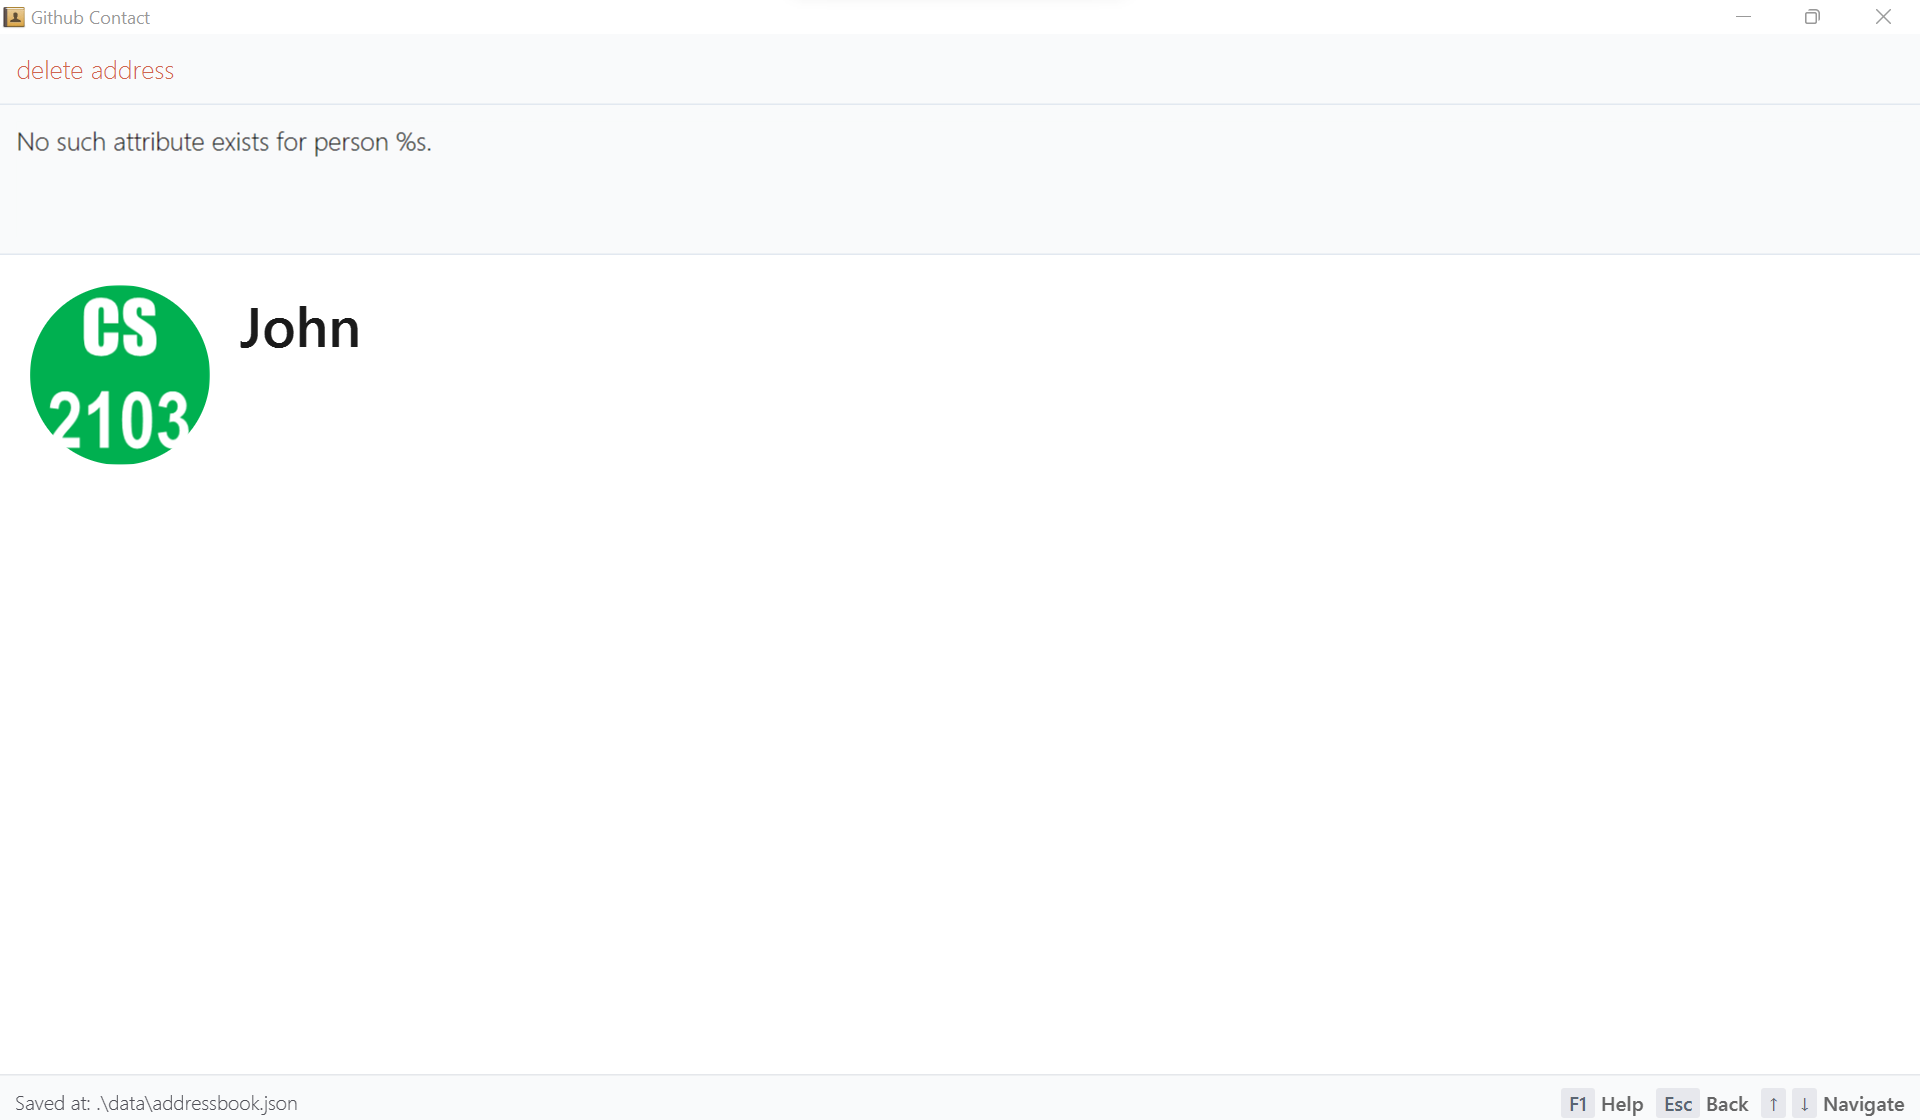 Github Contact
delete address
No such attribute exists for person %s.
CS
2103
John
Saved at: .\data\addressbook.json
F1 Help Esc Back ↑ ↓ Navigate